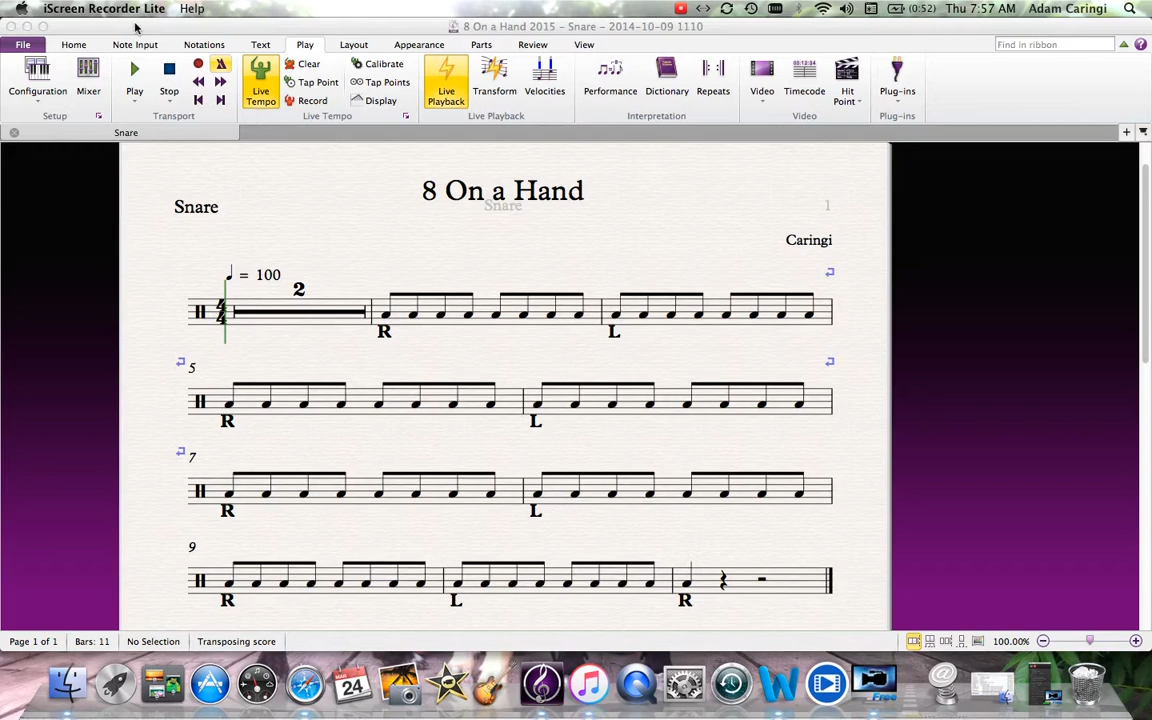 iScreen Recorder Lite Help (0:52) Thu 7:57 AM Adam Caringi
8 On a Hand 2015 - Snare - 2014-10-09 1110
File Home Note Input Notations Text Play Layout Appearance Parts Review View Find in ribbon
Configuration Mixer Play Stop Live Tempo Clear Tap Point Record Calibrate Tap Points Display Live Playback Transform Velocities Performance Dictionary Repeats Video Timecode Hit Point Plug-ins
Setup Transport Live Tempo Live Playback Interpretation Video Plug-ins
Snare
8 On a Hand
Snare Snare 1
Caringi
= 100
2
4
4
R L
5
R L
7
R L
9
R L R
Page 1 of 1 Bars: 11 No Selection Transposing score 100.00%
24
W
Free